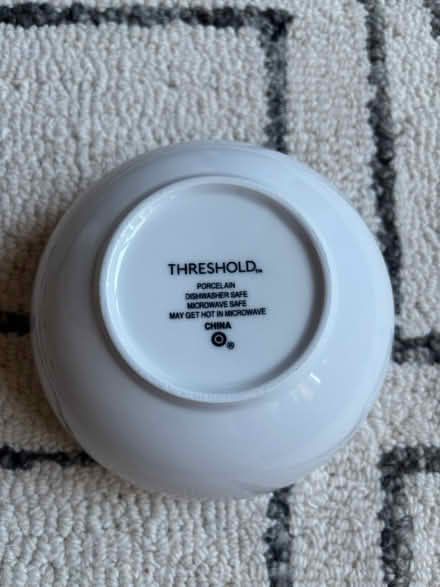 THRESHOLD™
PORCELAIN
DISHWASHER SAFE
MICROWAVE SAFE
MAY GET HOT IN MICROWAVE
CHINA
®